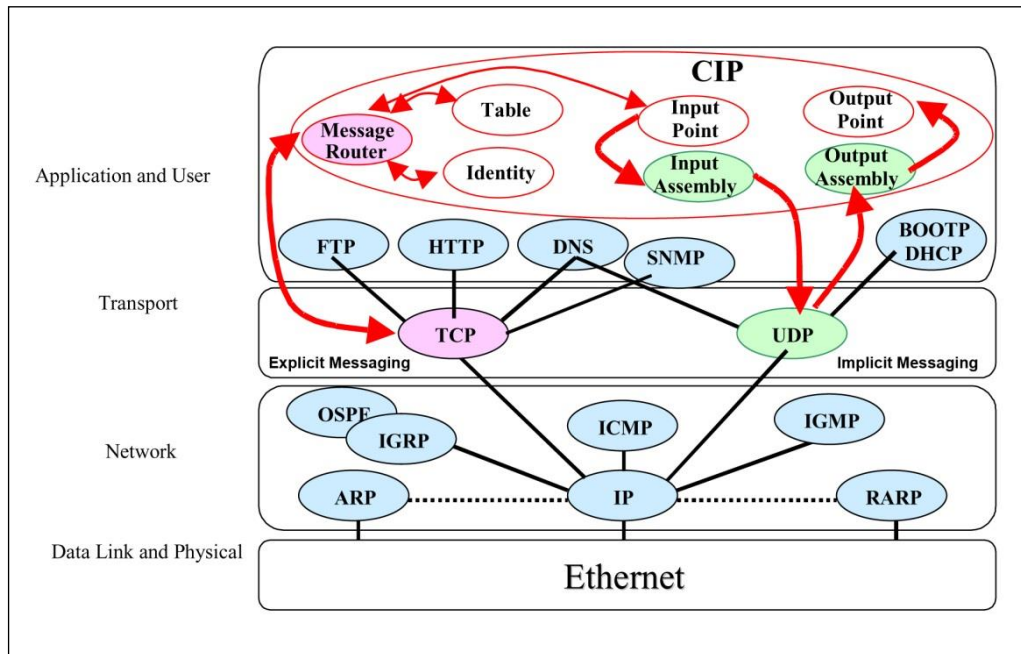 CIP
Table
Input
Point
Output
Point
Message
Router
Input
Assembly
Output
Assembly
Identity
Application and User
FTP
HTTP
DNS
SNMP
BOOTP
DHCP
Transport
TCP
UDP
Explicit Messaging
Implicit Messaging
OSPF
IGRP
ICMP
IGMP
Network
ARP
IP
RARP
Data Link and Physical
Ethernet